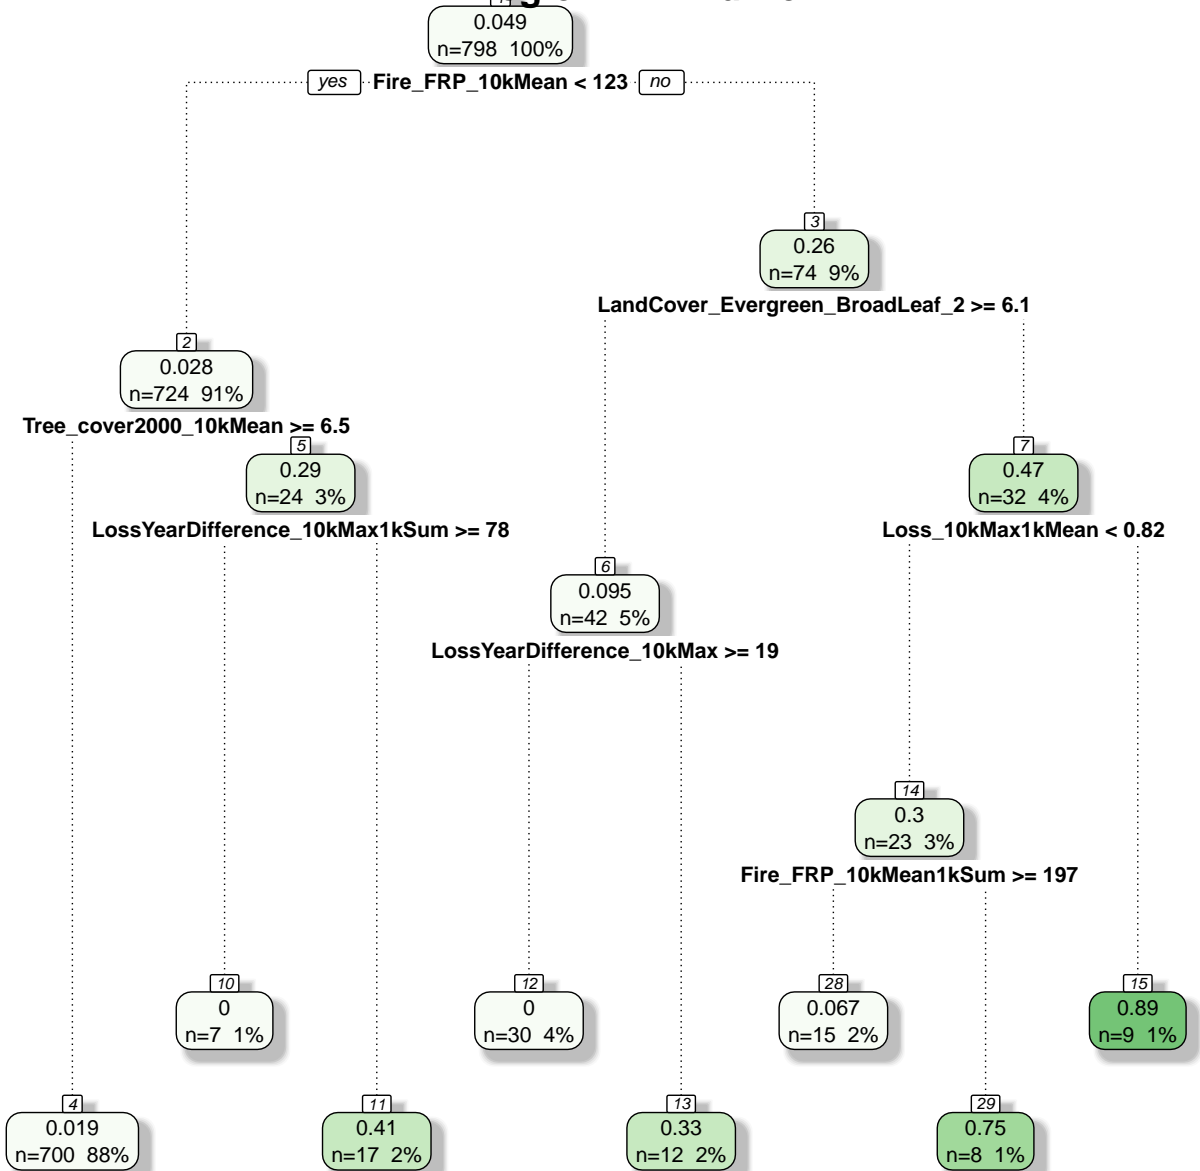 0.049
n=798 100%
yes Fire_FRP_10kMean < 123 no
3
0.26
n=74 9%
LandCover_Evergreen_BroadLeaf_2 >= 6.1
2
0.028
n=724 91%
Tree_cover2000_10kMean >= 6.5
5
0.29
n=24 3%
LossYearDifference_10kMax1kSum >= 78
7
0.47
n=32 4%
Loss_10kMax1kMean < 0.82
6
0.095
n=42 5%
LossYearDifference_10kMax >= 19
14
0.3
n=23 3%
Fire_FRP_10kMean1kSum >= 197
10
0
n=7 1%
12
0
n=30 4%
28
0.067
n=15 2%
15
0.89
n=9 1%
4
0.019
n=700 88%
11
0.41
n=17 2%
13
0.33
n=12 2%
29
0.75
n=8 1%